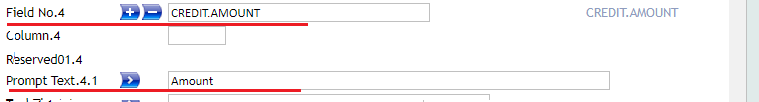 Field No.4 CREDIT.AMOUNT CREDIT.AMOUNT
Column.4
Reserved01.4
Prompt Text.4.1 Amount